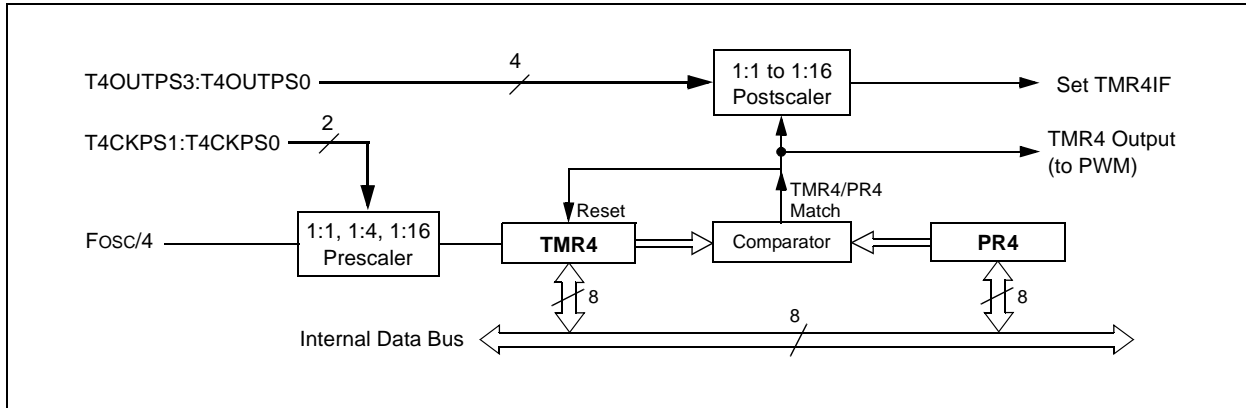 T4OUTPS3:T4OUTPS0
4
1:1 to 1:16
Postscaler
Set TMR4IF
T4CKPS1:T4CKPS0
2
TMR4 Output
(to PWM)
TMR4/PR4
Match
Reset
FOSC/4
1:1, 1:4, 1:16
Prescaler
TMR4
Comparator
PR4
8
8
Internal Data Bus
8